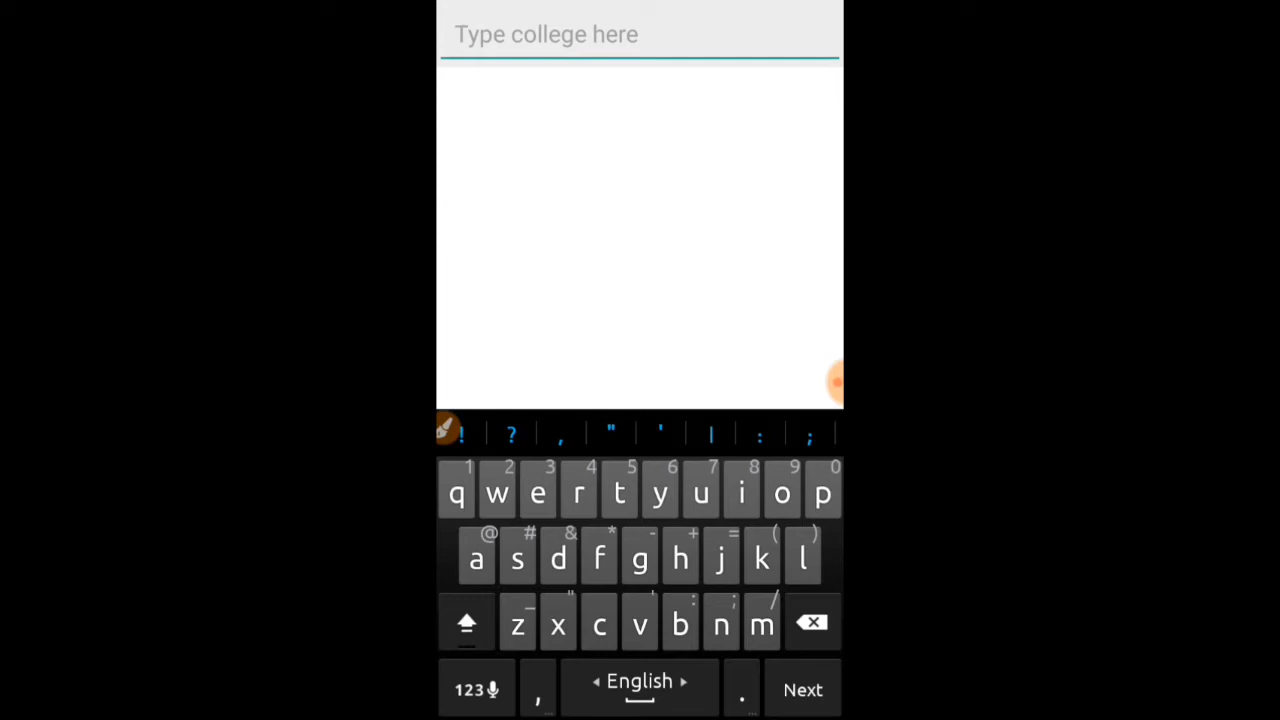 Type college here
! ? , " ' | : ;
1 2 3 4 5 6 7 8 9 0
q w e r t y u i o p
@ # & * - + = ( )
a s d f g h j k l
_ " ' : ; /
z x c v b n m
123 , English . Next